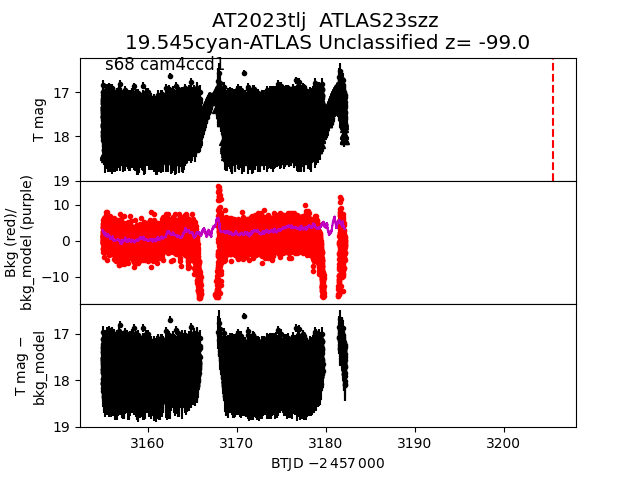 AT2023tlj  ATLAS23szz
19.545cyan-ATLAS Unclassified z= -99.0
s68 cam4ccd1
T mag
17
18
19
Bkg (red)/
bkg_model (purple)
10
0
−10
T mag −
bkg_model
17
18
19
3160 3170 3180 3190 3200
BTJD −2 457 000